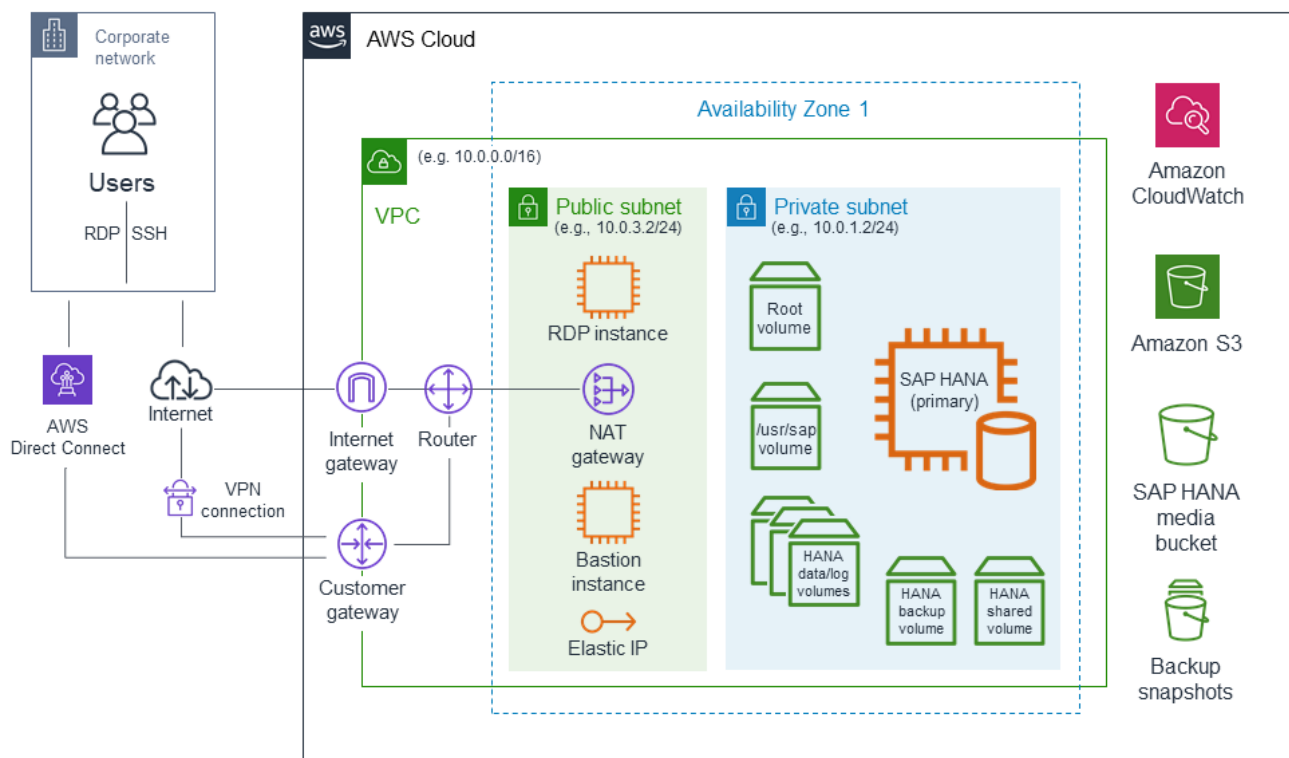 Corporate
network
Users
RDP
SSH
AWS
Direct Connect
Internet
VPN
connection
aws
AWS Cloud
Availability Zone 1
(e.g. 10.0.0.0/16)
VPC
Internet
gateway
Router
Customer
gateway
Public subnet
(e.g., 10.0.3.2/24)
RDP instance
NAT
gateway
Bastion
instance
Elastic IP
Private subnet
(e.g., 10.0.1.2/24)
Root
volume
SAP HANA
(primary)
/usr/sap
volume
HANA
data/log
volumes
HANA
backup
volume
HANA
shared
volume
Amazon
CloudWatch
Amazon S3
SAP HANA
media
bucket
Backup
snapshots